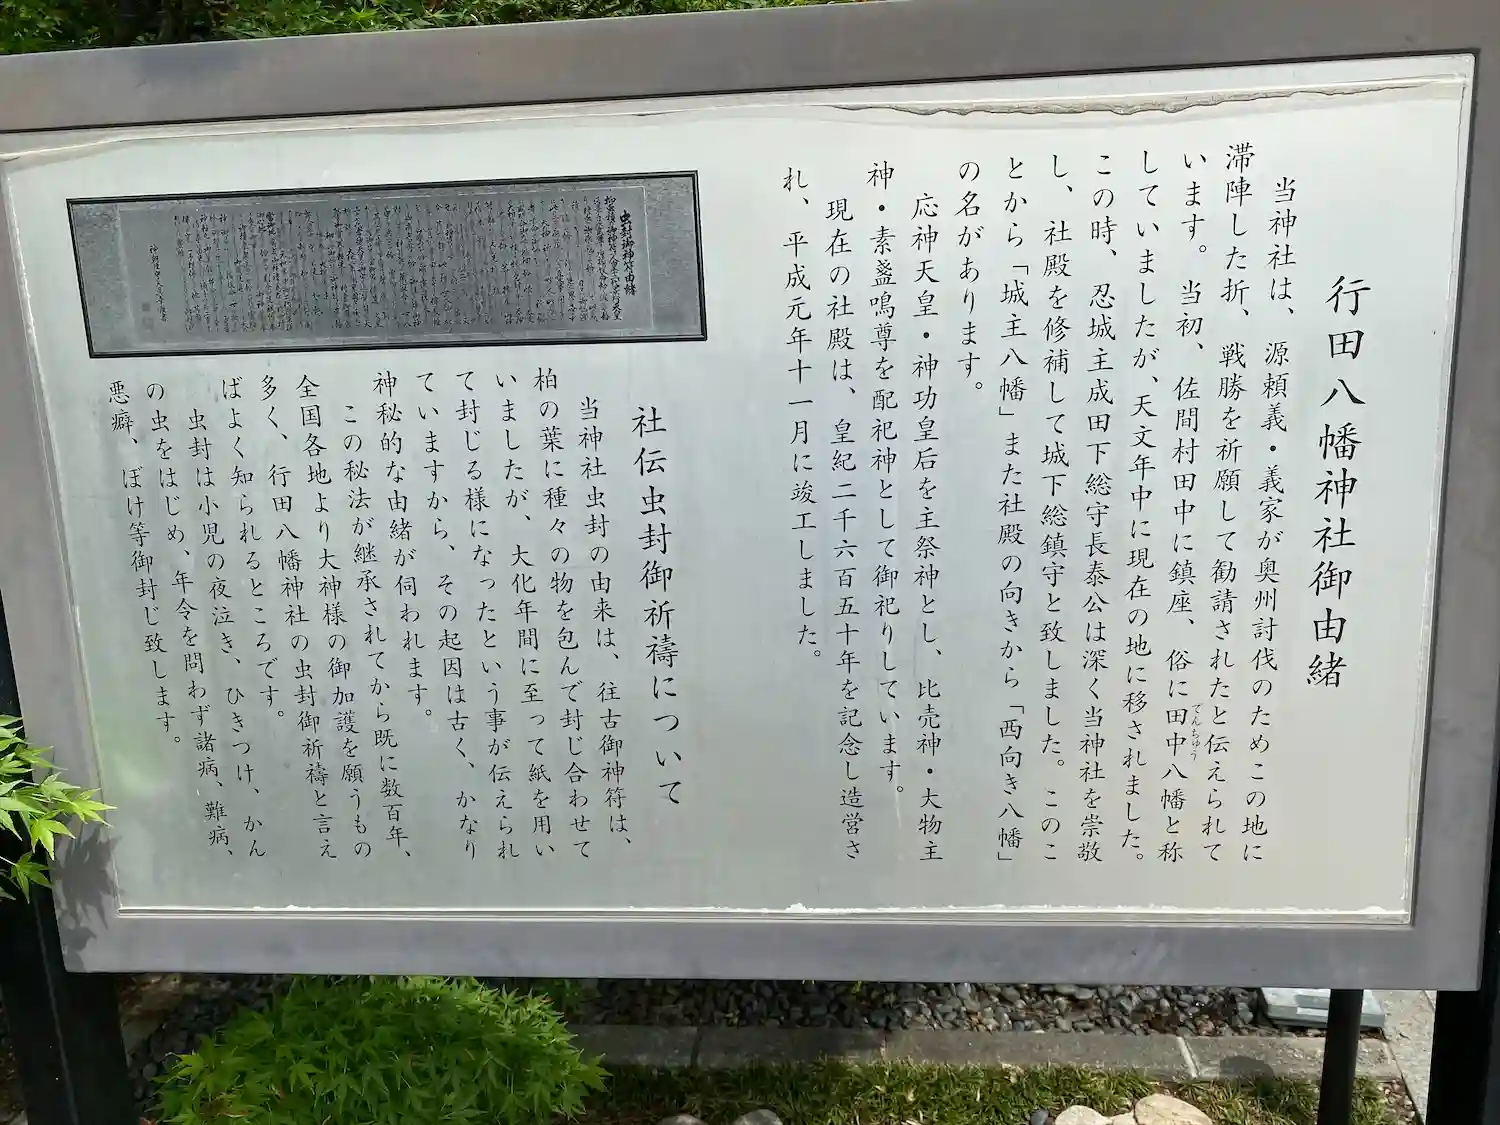 行田八幡神社御由緒
当神社は、源頼義・義家が奥州討伐のためこの地に
滞陣した折、戦勝を祈願して勧請されたと伝えられて
います。当初、佐間村田中に鎮座、俗に田中八幡と称
でんちゅう
していましたが、天文年中に現在の地に移されました。
この時、忍城主成田下総守長泰公は深く当神社を崇敬
し、社殿を修補して城下総鎮守と致しました。このこ
とから「城主八幡」また社殿の向きから「西向き八幡」
の名があります。
応神天皇・神功皇后を主祭神とし、比売神・大物主
神・素盞鳴尊を配祀神として御祀りしています。
現在の社殿は、皇紀二千六百五十年を記念し造営さ
れ、平成元年十一月に竣工しました。
虫封御神符由緒
社伝虫封御祈禱について
当神社虫封の由来は、往古御神符は、
柏の葉に種々の物を包んで封じ合わせて
いましたが、大化年間に至って紙を用い
て封じる様になったという事が伝えられ
ていますから、その起因は古く、かなり
神秘的な由緒が伺われます。
この秘法が継承されてから既に数百年、
全国各地より大神様の御加護を願うもの
多く、行田八幡神社の虫封御祈禱と言え
ばよく知られるところです。
虫封は小児の夜泣き、ひきつけ、かん
の虫をはじめ、年令を問わず諸病、難病、
悪癖、ぼけ等御封じ致します。